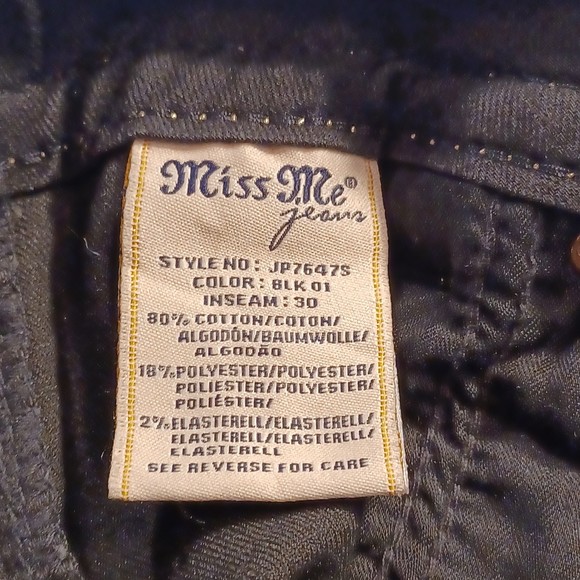 Miss Me®
jeans
STYLE NO : JP7647S
COLOR : BLK 01
INSEAM : 30
80% COTTON/COTON/
ALGODÓN/BAUMWOLLE/
ALGODÃO
18% POLYESTER/POLYESTER/
POLIESTER/POLYESTER/
POLIÉSTER/
2% ELASTERELL/ELASTERELL/
ELASTERELL/ELASTERELL/
ELASTERELL
SEE REVERSE FOR CARE